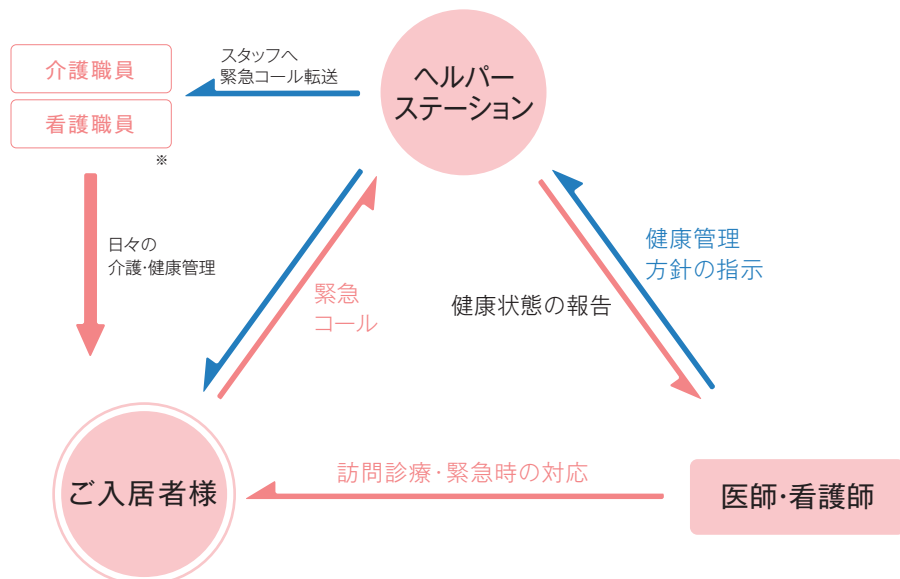 介護職員
看護職員
※
スタッフへ
緊急コール転送
ヘルパー
ステーション
日々の
介護・健康管理
緊急
コール
健康状態の報告
健康管理
方針の指示
ご入居者様
訪問診療・緊急時の対応
医師・看護師